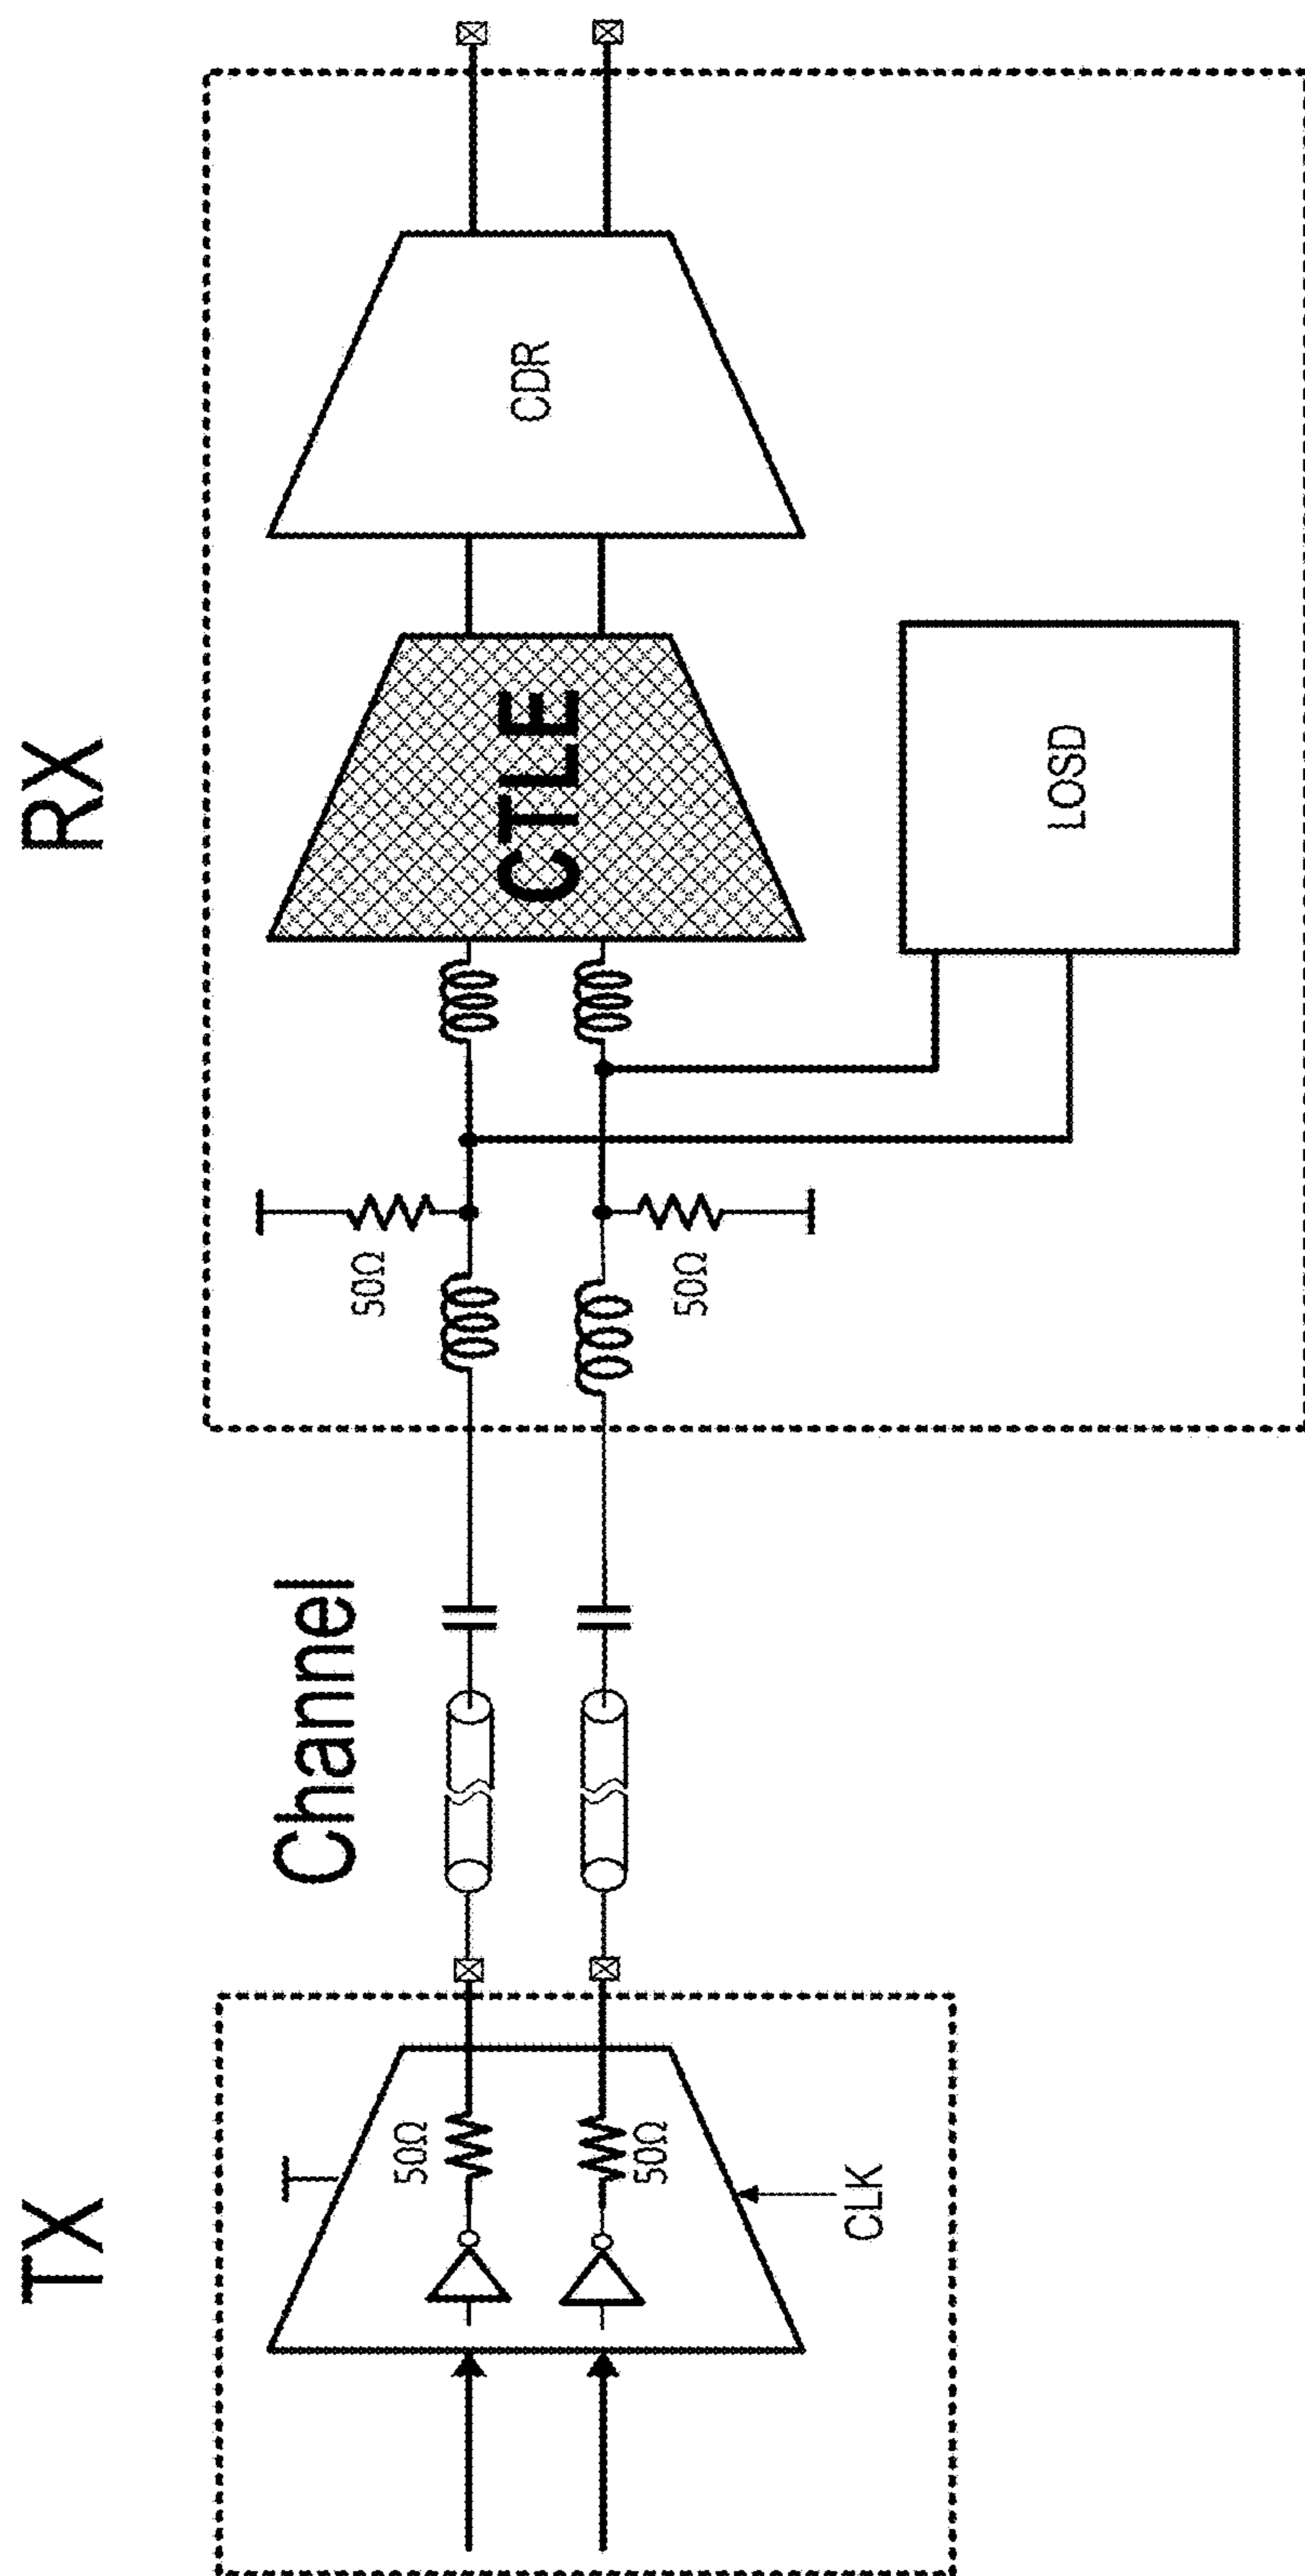 TX
Channel
RX
50Ω
50Ω
CLK
50Ω
50Ω
CTLE
CDR
LOSD